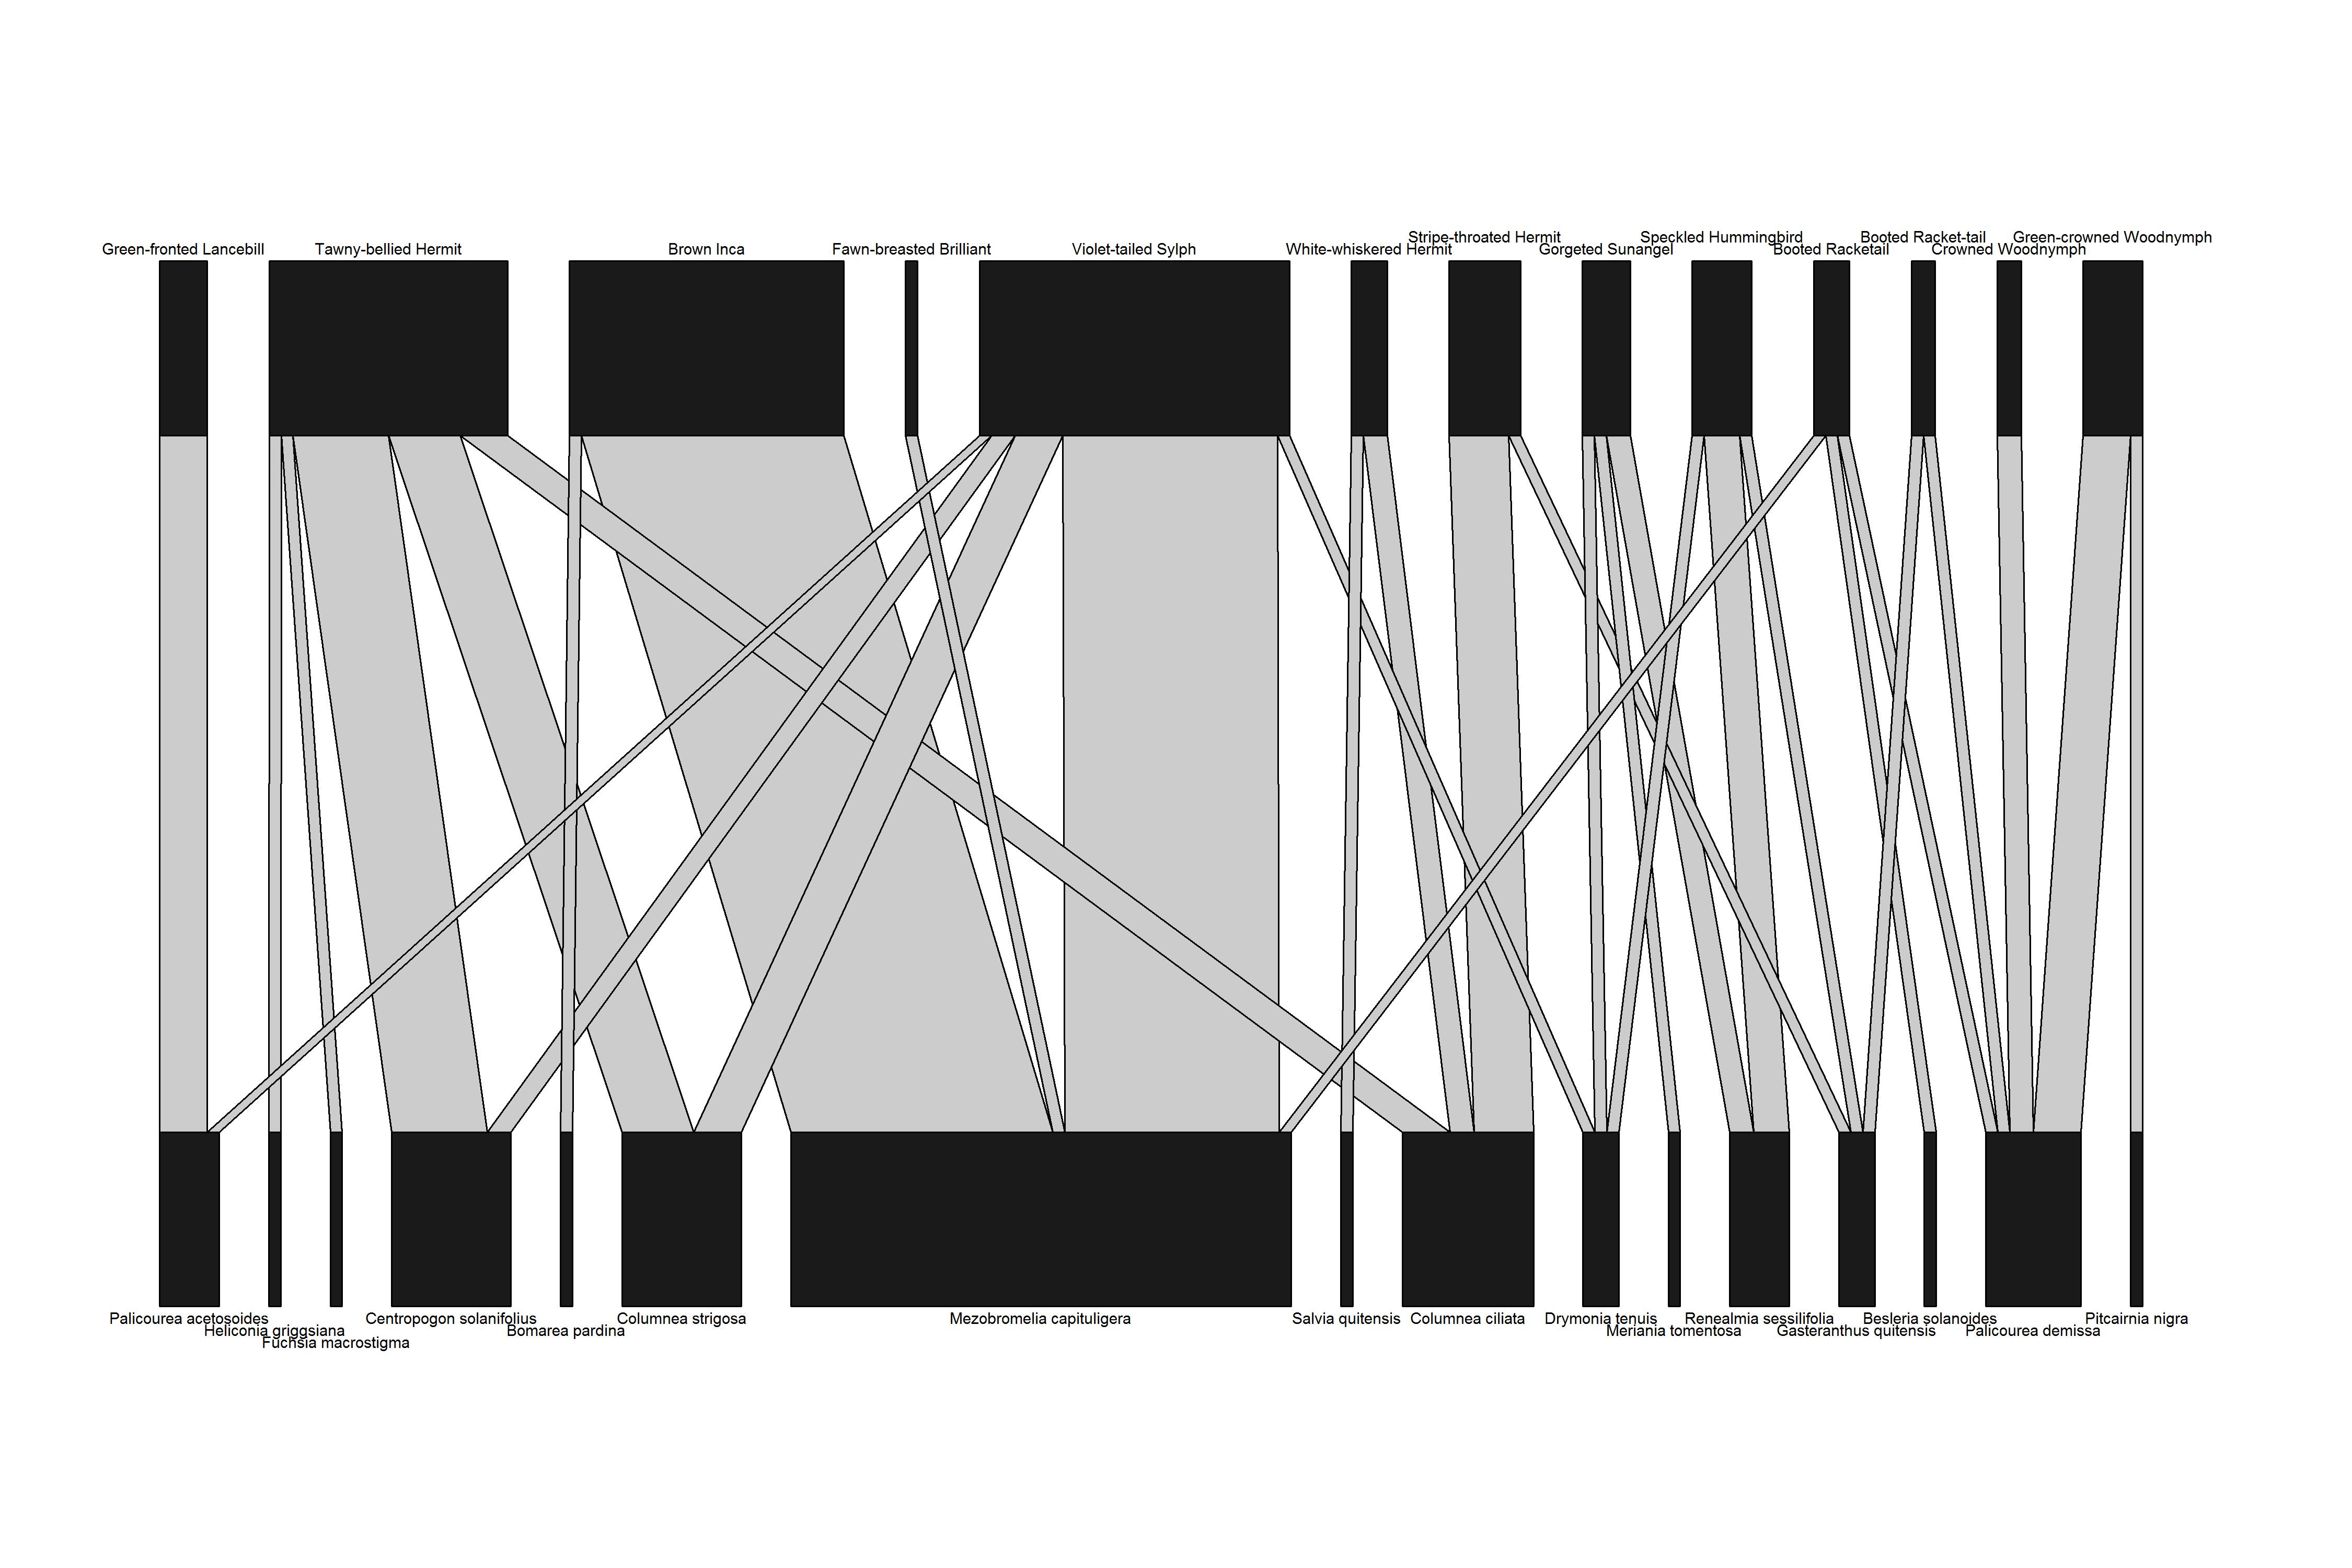 Green-fronted Lancebill
Tawny-bellied Hermit
Brown Inca
Fawn-breasted Brilliant
Violet-tailed Sylph
White-whiskered Hermit
Stripe-throated Hermit
Gorgeted Sunangel
Speckled Hummingbird
Booted Racketail
Booted Racket-tail
Crowned Woodnymph
Green-crowned Woodnymph
Palicourea acetosoides
Heliconia griggsiana
Fuchsia macrostigma
Centropogon solanifolius
Bomarea pardina
Columnea strigosa
Mezobromelia capituligera
Salvia quitensis
Columnea ciliata
Drymonia tenuis
Meriania tomentosa
Renealmia sessilifolia
Gasteranthus quitensis
Besleria solanoides
Palicourea demissa
Pitcairnia nigra